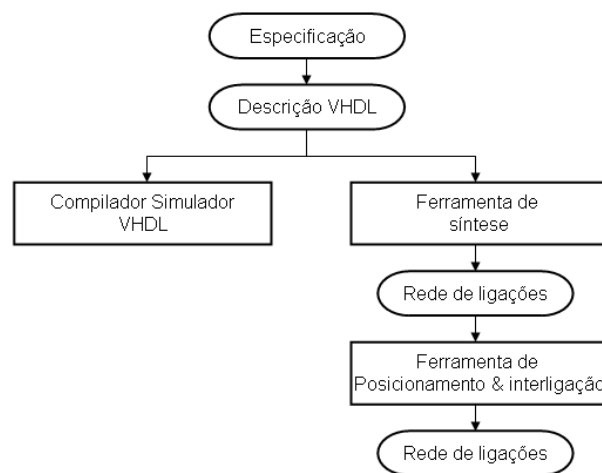 Especificação
Descrição VHDL
Compilador Simulador
VHDL
Ferramenta de
síntese
Rede de ligações
Ferramenta de
Posicionamento & interligação
Rede de ligações